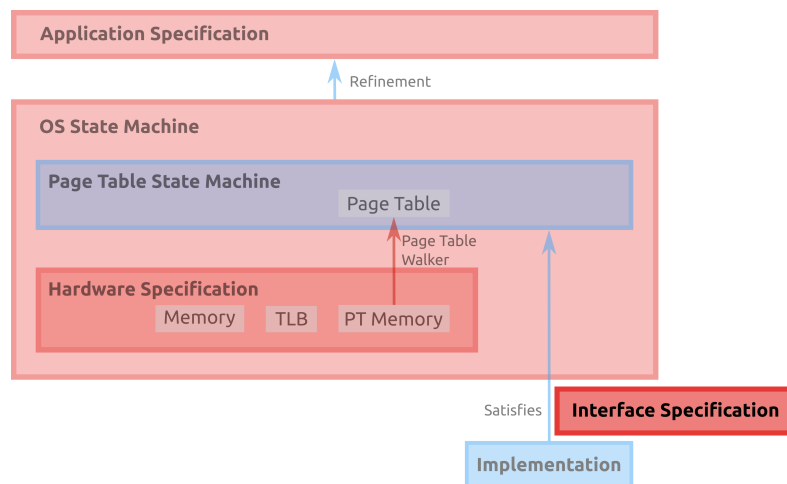 Application Specification
Refinement
OS State Machine
Page Table State Machine
Page Table
Page Table
Walker
Hardware Specification
Memory
TLB
PT Memory
Satisfies
Interface Specification
Implementation